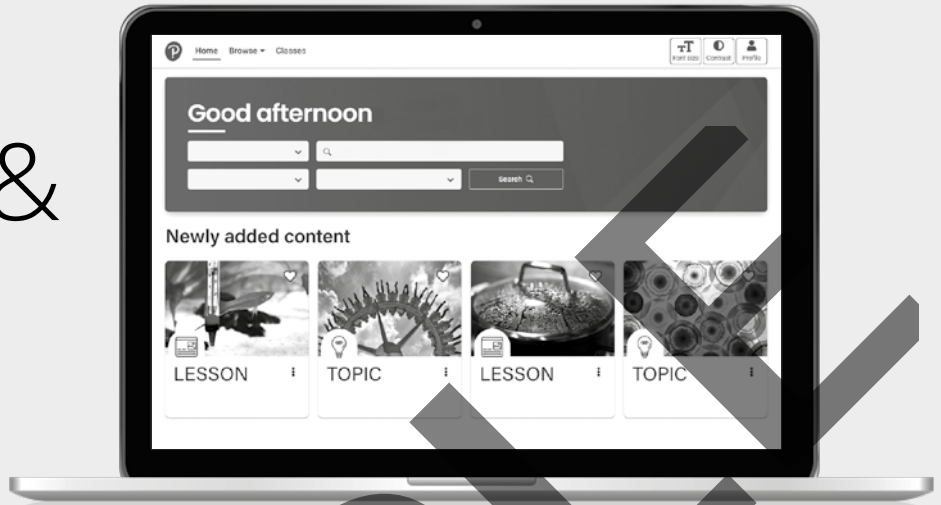 &
Home Browse Classes
Font size Contrast Profile
Good afternoon
Search
Newly added content
LESSON TOPIC LESSON TOPIC